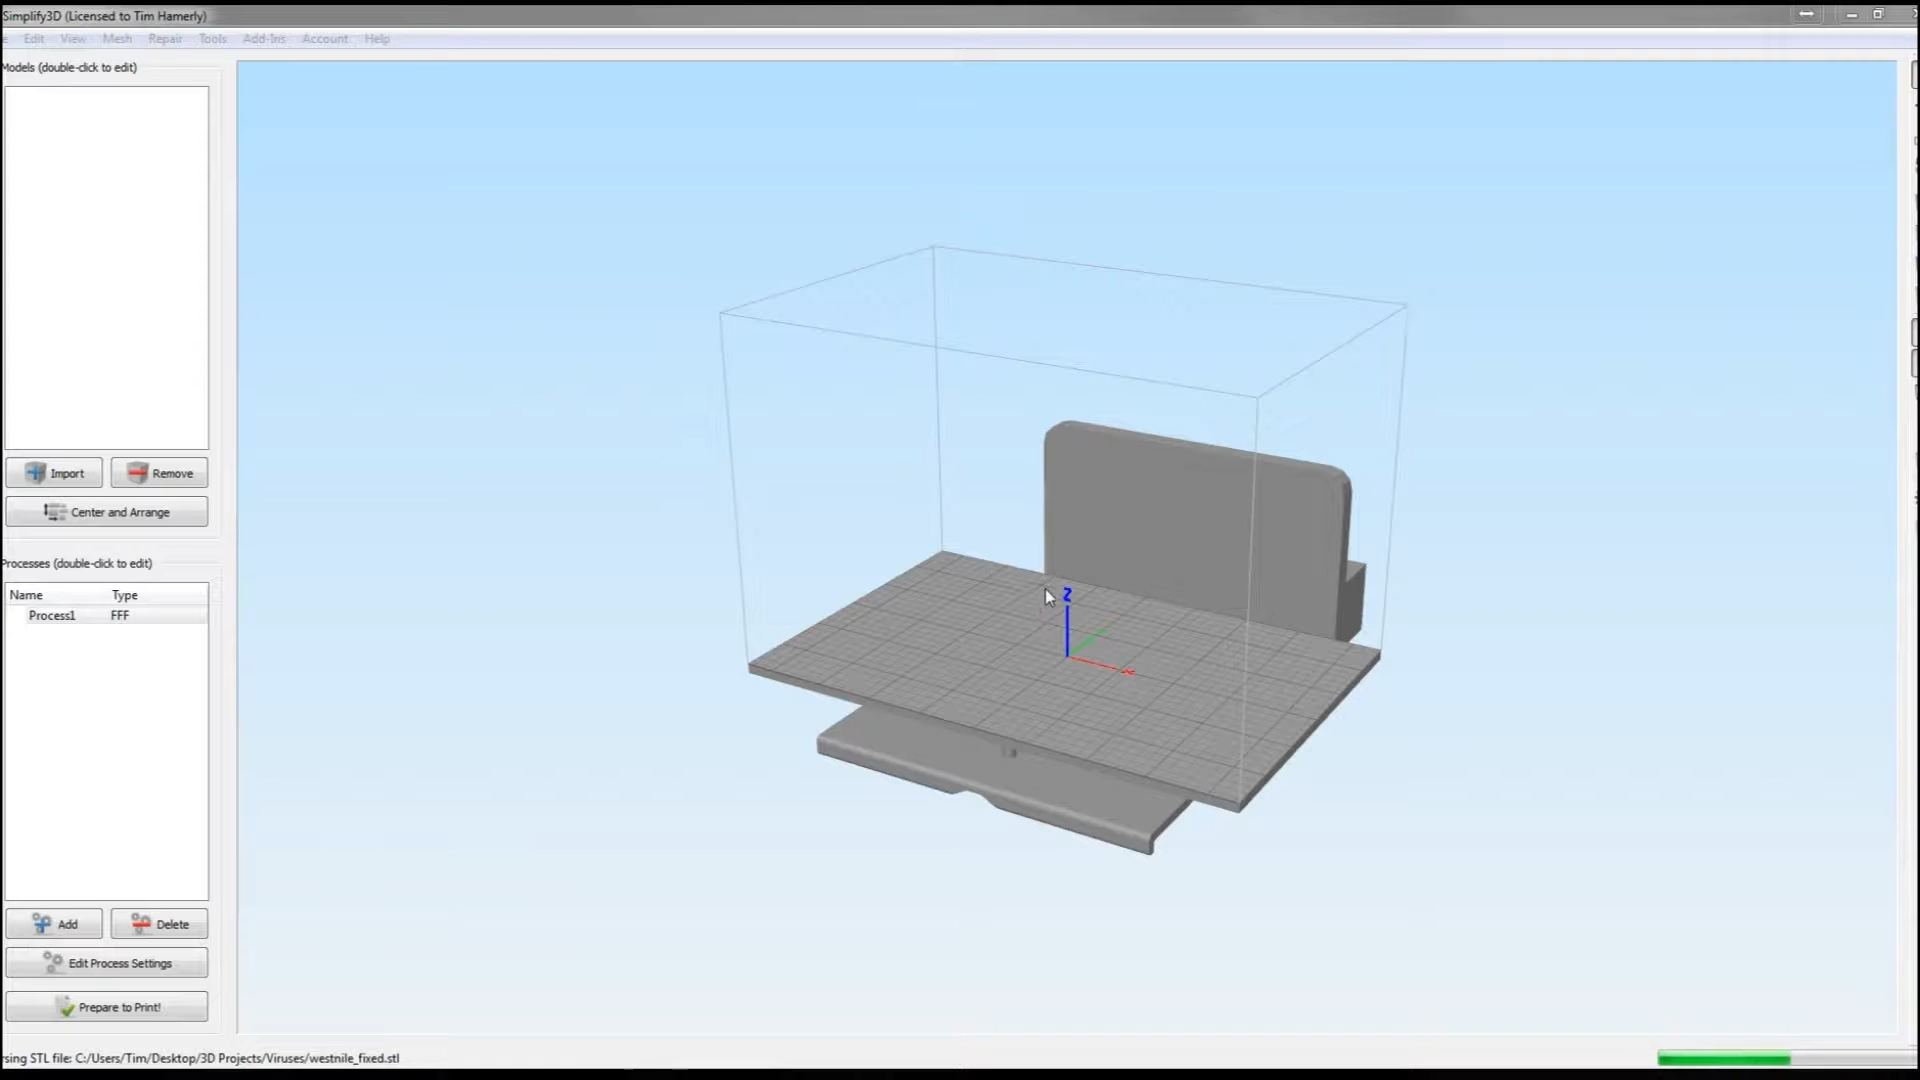 Simplify3D (Licensed to Tim Hamerly)
Edit View Mesh Repair Tools Add-Ins Account Help
Models (double-click to edit)
Import Remove
Center and Arrange
Processes (double-click to edit)
Name Type
Process1 FFF
Z
Add Delete
Edit Process Settings
Prepare to Print!
rsing STL file: C:/Users/Tim/Desktop/3D Projects/Viruses/westnile_fixed.stl